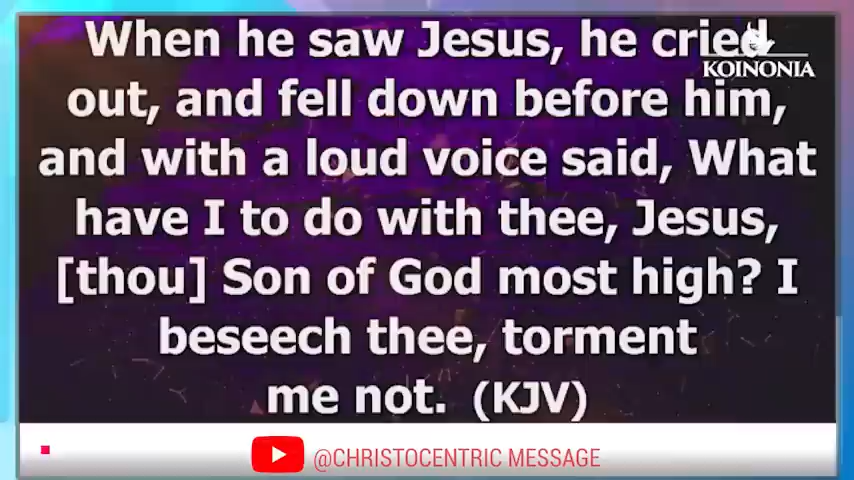 When he saw Jesus, he cried
KOINONIA
out, and fell down before him,
and with a loud voice said, What
have I to do with thee, Jesus,
[thou] Son of God most high? I
beseech thee, torment
me not. (KJV)
@CHRISTOCENTRIC MESSAGE